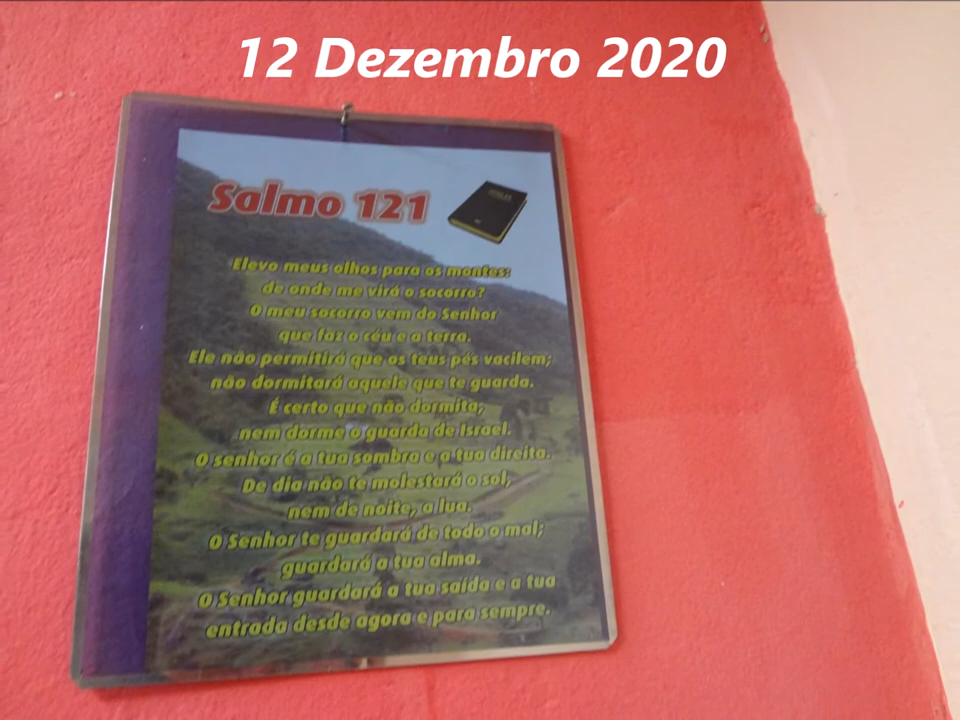 12 Dezembro 2020
Salmo 121
Elevo meus olhos para os montes:
de onde me virá o socorro?
O meu socorro vem do Senhor
que faz o céu e a terra.
Ele não permitirá que os teus pés vacilem;
não dormitará aquele que te guarda.
É certo que não dormita,
nem dorme o guarda de Israel.
O senhor é a tua sombra e a tua direita.
De dia não te molestará o sol,
nem de noite, a lua.
O Senhor te guardará de todo o mal;
guardará a tua alma.
O Senhor guardará a tua saída e a tua
entrada desde agora e para sempre.